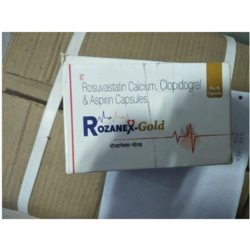 Rosuvastatin Calcium, Clopidogrel
& Aspirin Capsules
ROZANEX-Gold
रोज़ानेक्स गोल्ड